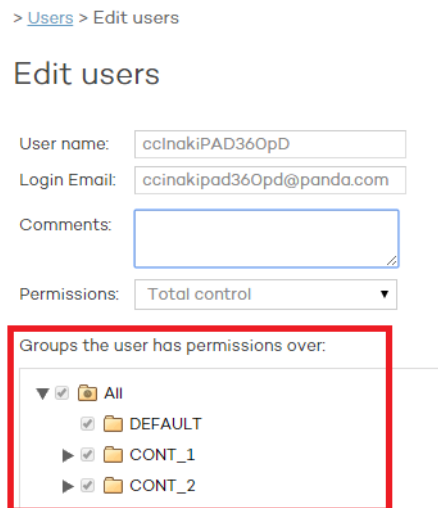 > Users > Edit users
Edit users
User name: ccInakiPAD360pD
Login Email: ccinakipad360pd@panda.com
Comments:
Permissions: Total control
Groups the user has permissions over:
All
DEFAULT
CONT_1
CONT_2